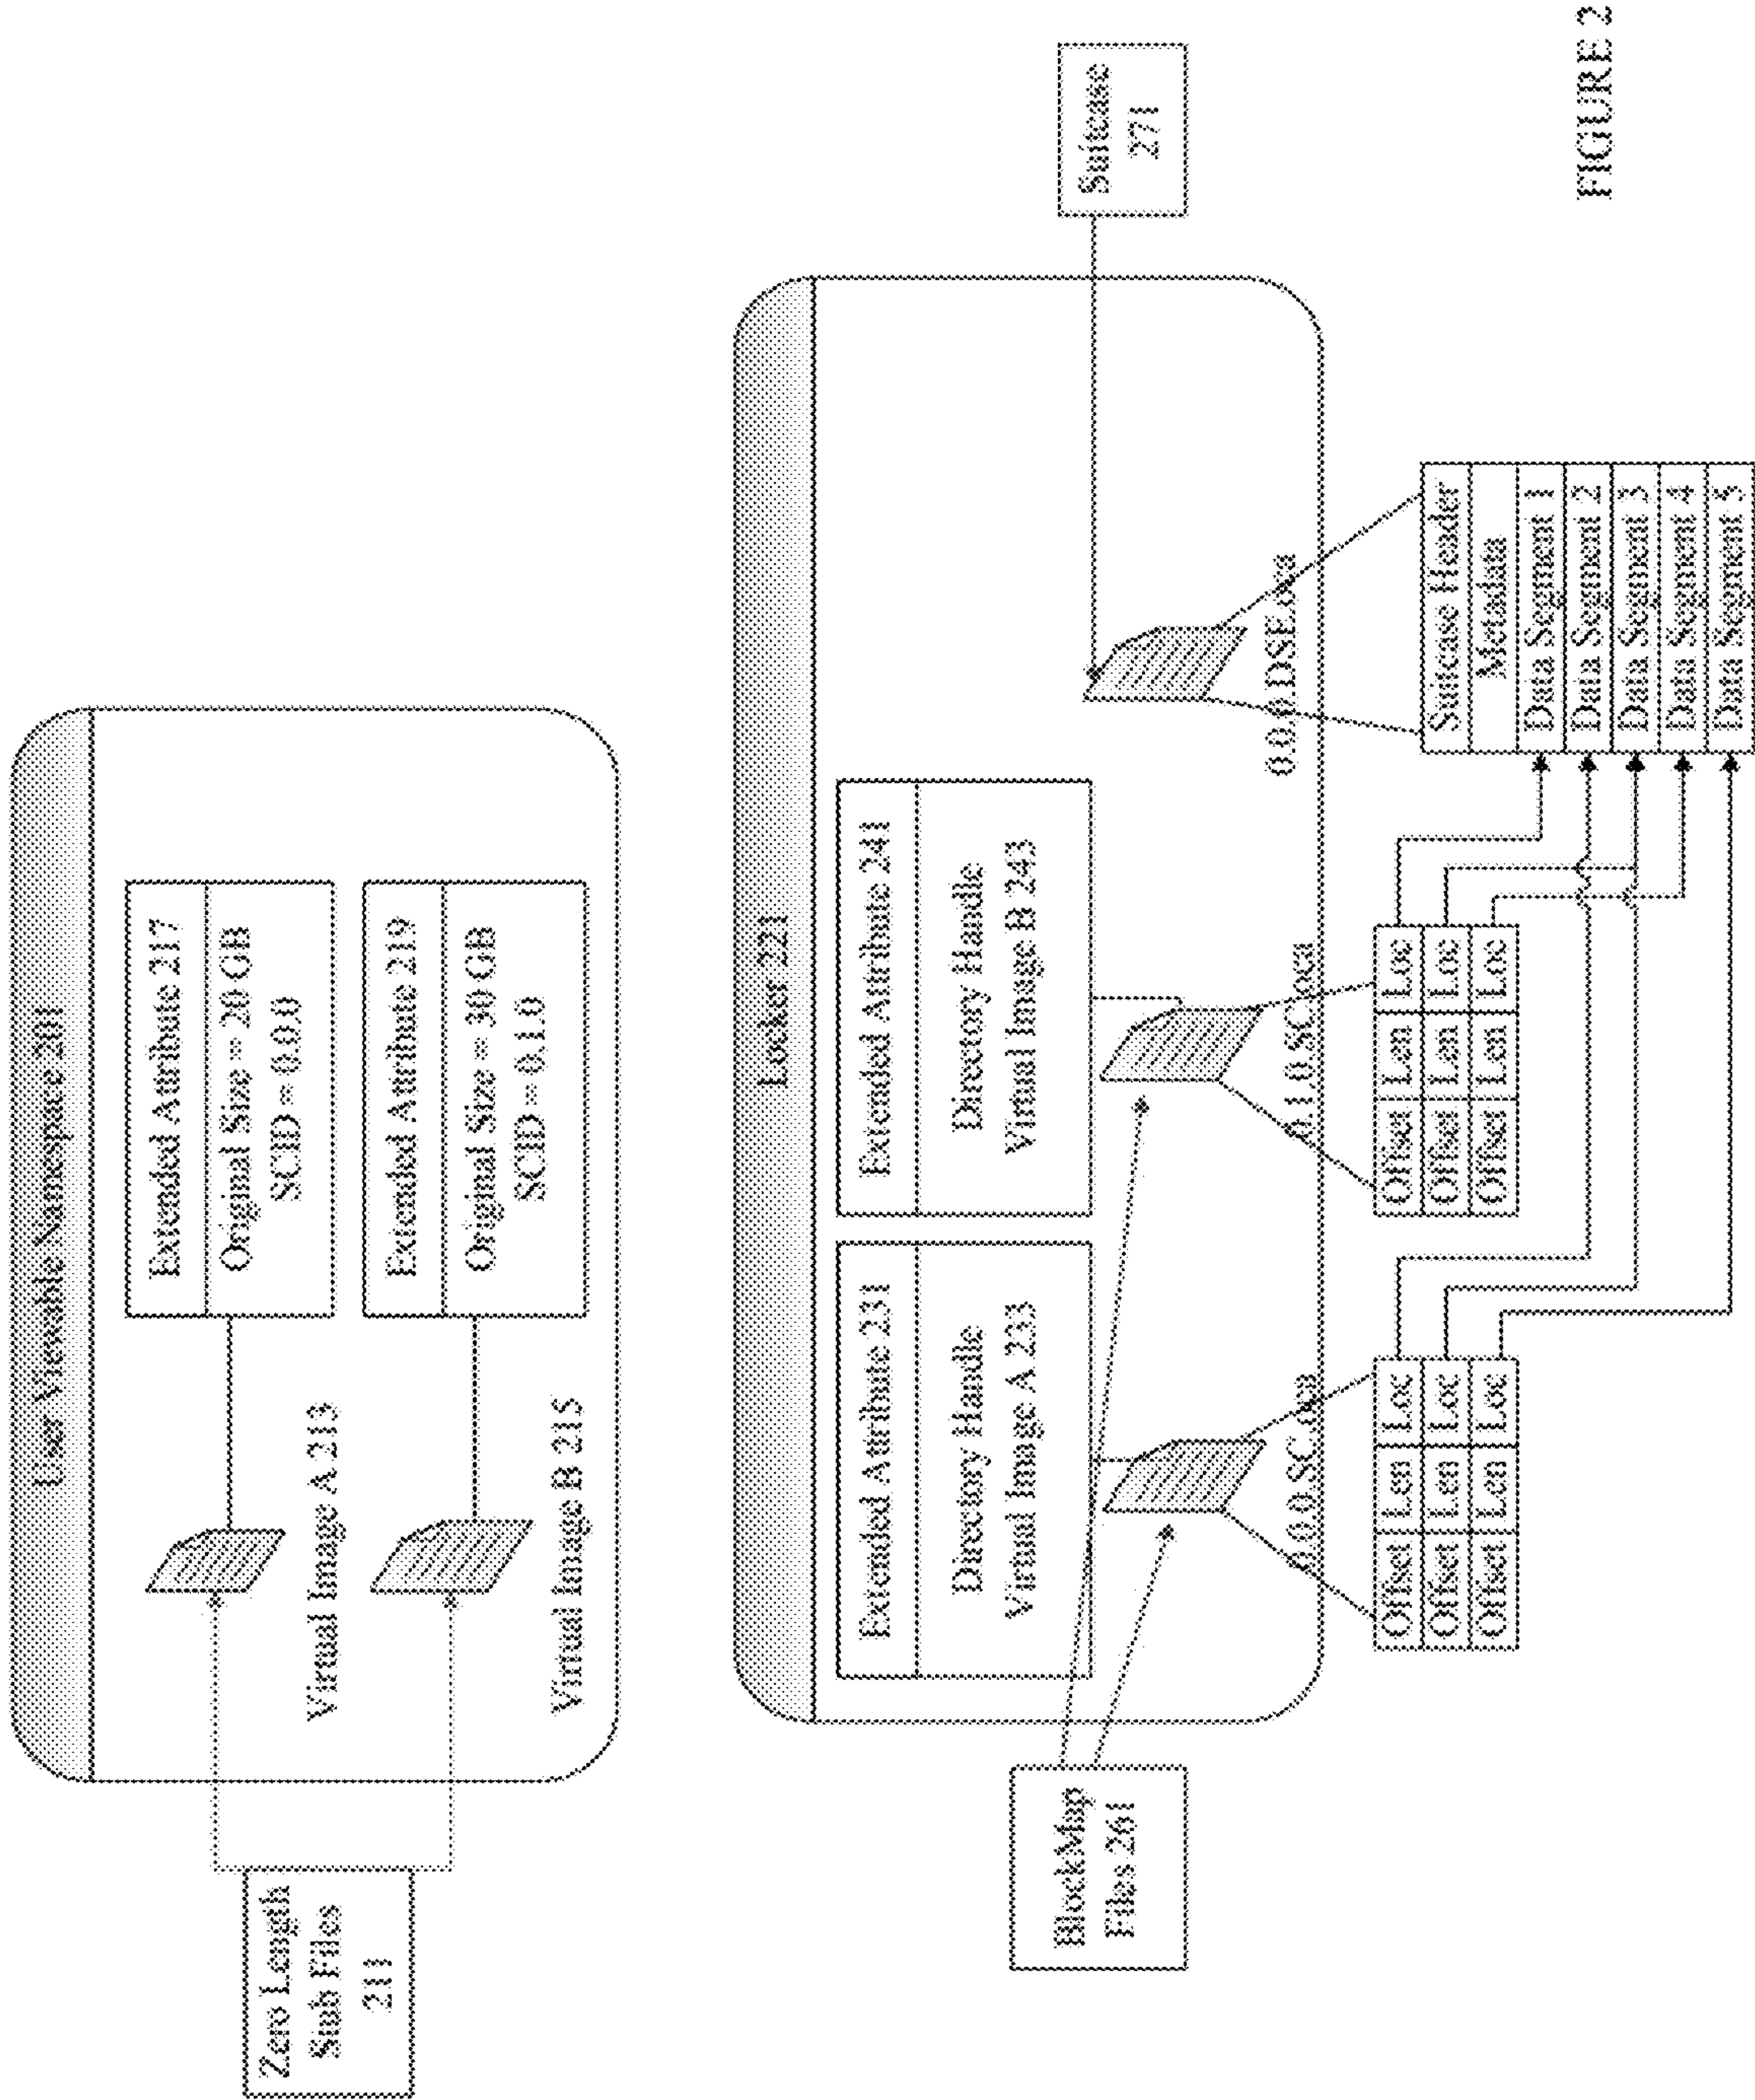 User Viewable Namespace 201
Zero Length
Stub Files
211
Virtual Image A 213
Extended Attribute 217
Original Size = 20 GB
SCID = 0.0.0
Virtual Image B 215
Extended Attribute 219
Original Size = 30 GB
SCID = 0.1.0
Locker 221
BlockMap
Files 261
Extended Attribute 231
Directory Handle
Virtual Image A 233
Extended Attribute 241
Directory Handle
Virtual Image B 243
Suitcase
271
0.0.0.SC.oca
0.1.0.SC.oca
0.0.0.DSE.oca
Offset Len Loc
Offset Len Loc
Offset Len Loc
Offset Len Loc
Offset Len Loc
Offset Len Loc
Suitcase Header
Metadata
Data Segment 1
Data Segment 2
Data Segment 3
Data Segment 4
Data Segment 5
FIGURE 2